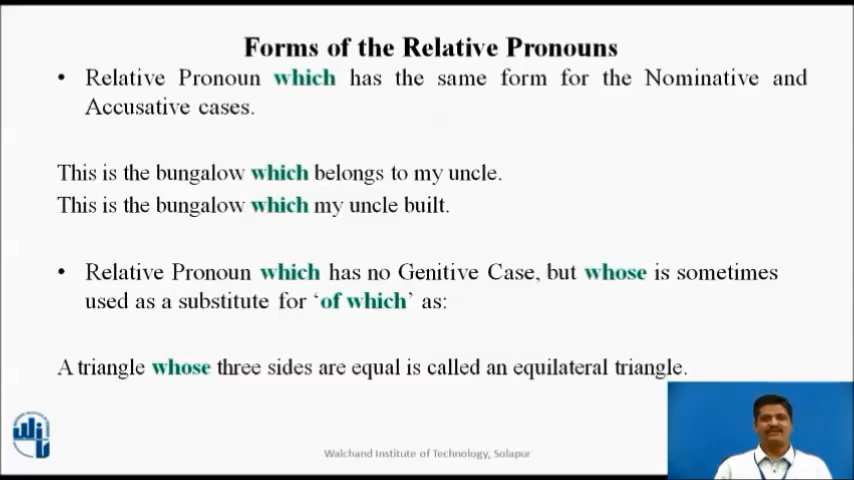 Forms of the Relative Pronouns
• Relative Pronoun which has the same form for the Nominative and
Accusative cases.
This is the bungalow which belongs to my uncle.
This is the bungalow which my uncle built.
• Relative Pronoun which has no Genitive Case, but whose is sometimes
used as a substitute for ‘of which’ as:
A triangle whose three sides are equal is called an equilateral triangle.
Walchand Institute of Technology, Solapur